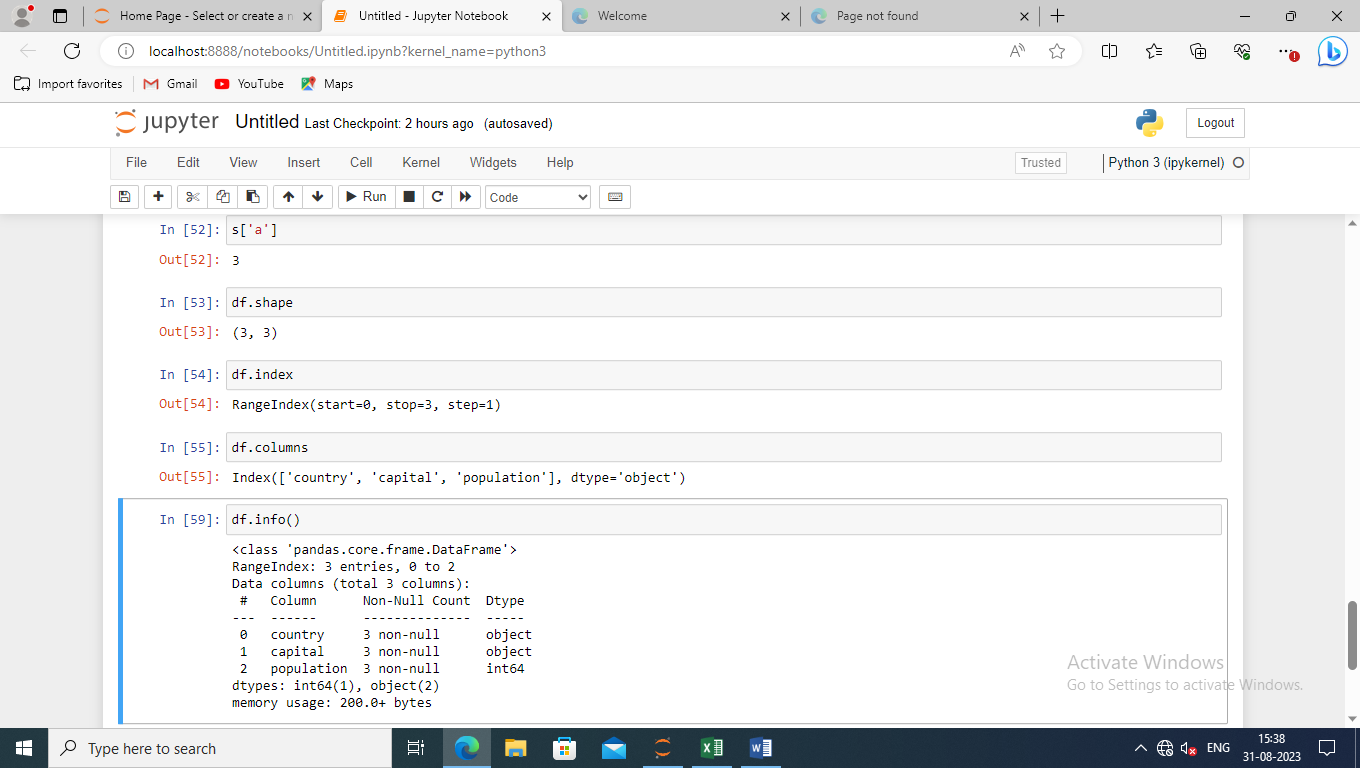 Home Page - Select or create a n
Untitled - Jupyter Notebook
Welcome
Page not found
localhost:8888/notebooks/Untitled.ipynb?kernel_name=python3
Import favorites
Gmail
YouTube
Maps
jupyter Untitled Last Checkpoint: 2 hours ago (autosaved)
Logout
File Edit View Insert Cell Kernel Widgets Help
Trusted
Python 3 (ipykernel)
Run
Code
In [52]: s['a']
Out[52]: 3
In [53]: df.shape
Out[53]: (3, 3)
In [54]: df.index
Out[54]: RangeIndex(start=0, stop=3, step=1)
In [55]: df.columns
Out[55]: Index(['country', 'capital', 'population'], dtype='object')
In [59]: df.info()
<class 'pandas.core.frame.DataFrame'>
RangeIndex: 3 entries, 0 to 2
Data columns (total 3 columns):
# Column Non-Null Count Dtype
--- ------ -------------- -----
0 country 3 non-null object
1 capital 3 non-null object
2 population 3 non-null int64
dtypes: int64(1), object(2)
memory usage: 200.0+ bytes
Activate Windows
Go to Settings to activate Windows.
Type here to search
ENG
15:38
31-08-2023